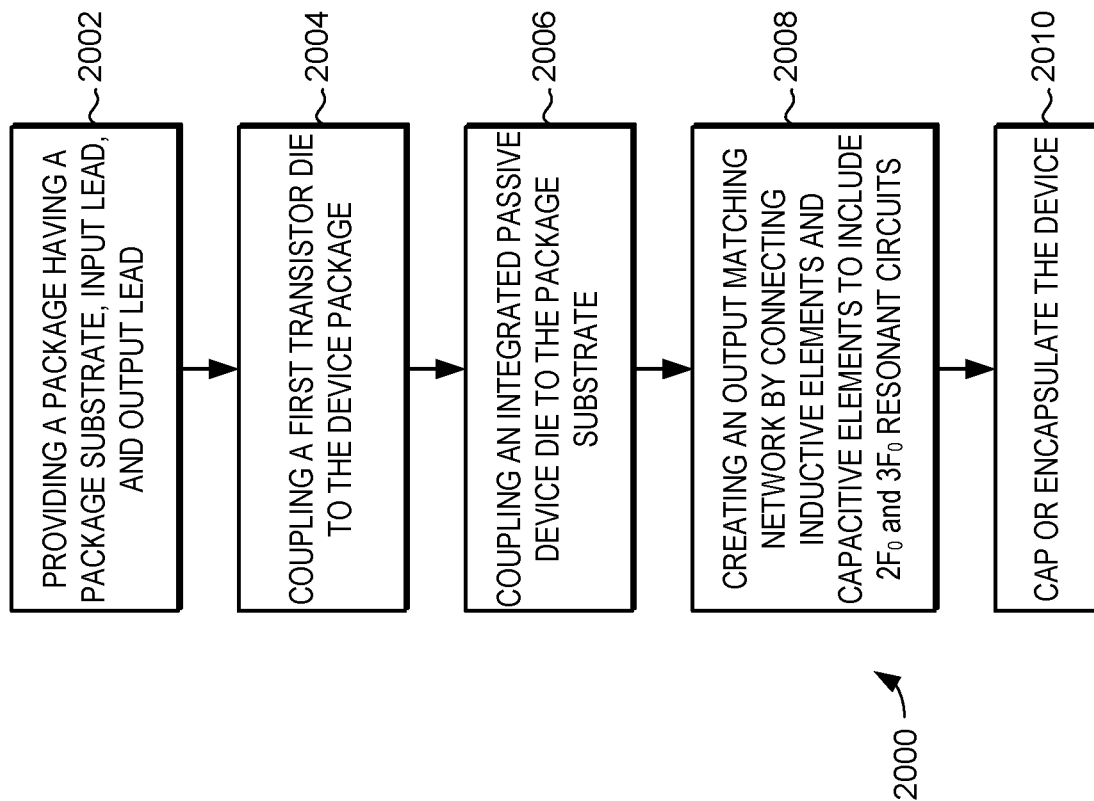 PROVIDING A PACKAGE HAVING A
PACKAGE SUBSTRATE, INPUT LEAD,
AND OUTPUT LEAD
2002
COUPLING A FIRST TRANSISTOR DIE
TO THE DEVICE PACKAGE
2004
COUPLING AN INTEGRATED PASSIVE
DEVICE DIE TO THE PACKAGE
SUBSTRATE
2006
CREATING AN OUTPUT MATCHING
NETWORK BY CONNECTING
INDUCTIVE ELEMENTS AND
CAPACITIVE ELEMENTS TO INCLUDE
2F₀ and 3F₀ RESONANT CIRCUITS
2008
CAP OR ENCAPSULATE THE DEVICE
2010
2000